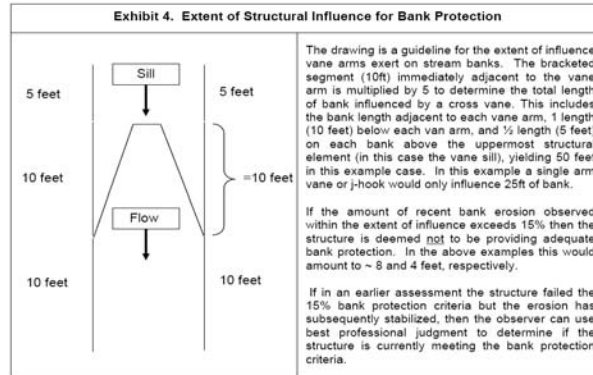 Exhibit 4. Extent of Structural Influence for Bank Protection
Sill
5 feet
5 feet
10 feet
=10 feet
Flow
10 feet
10 feet
The drawing is a guideline for the extent of influence
vane arms exert on stream banks. The bracketed
segment (10ft) immediately adjacent to the vane
arm is multiplied by 5 to determine the total length
of bank influenced by a cross vane. This includes
the bank length adjacent to each vane arm, 1 length
(10 feet) below each van arm, and ½ length (5 feet)
on each bank above the uppermost structural
element (in this case the vane sill), yielding 50 feet
in this example case. In this example a single arm
vane or j-hook would only influence 25ft of bank.
If the amount of recent bank erosion observed
within the extent of influence exceeds 15% then the
structure is deemed not to be providing adequate
bank protection. In the above examples this would
amount to ~ 8 and 4 feet, respectively.
If in an earlier assessment the structure failed the
15% bank protection criteria but the erosion has
subsequently stabilized, then the observer can use
best professional judgment to determine if the
structure is currently meeting the bank protection
criteria.